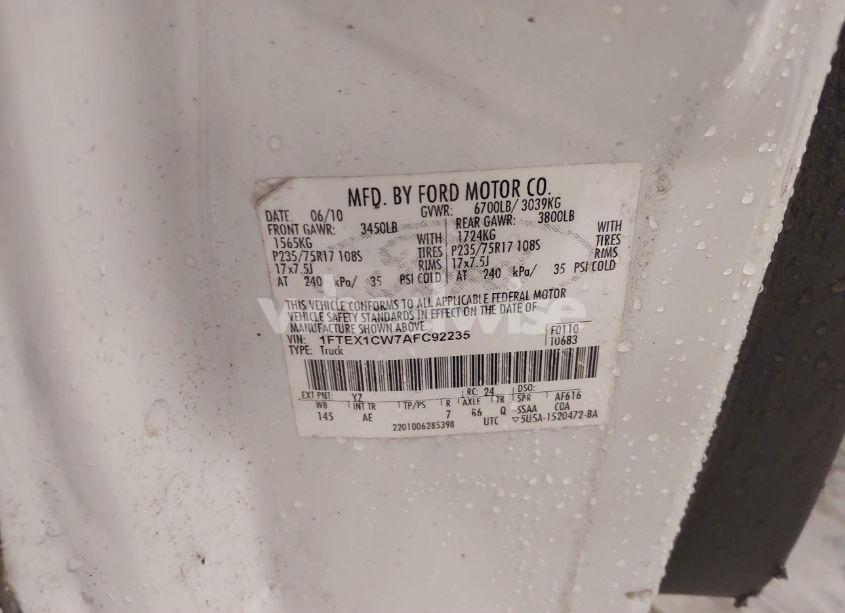 MFD. BY FORD MOTOR CO.
DATE: 06/10 GVWR: 6700LB/ 3039KG
FRONT GAWR: 3450LB REAR GAWR: 3800LB
1565KG WITH 1724KG WITH
P235/75R17 108S TIRES P235/75R17 108S TIRES
17x7.5J RIMS 17x7.5J RIMS
AT 240 kPa/ 35 PSI COLD AT 240 kPa/ 35 PSI COLD
THIS VEHICLE CONFORMS TO ALL APPLICABLE FEDERAL MOTOR
VEHICLE SAFETY STANDARDS IN EFFECT ON THE DATE OF
MANUFACTURE SHOWN ABOVE.
VIN: 1FTEX1CW7AFC92235 F0110
TYPE: Truck T0683
EXT PNT: YZ RC: 24 DSO:
WB INT TR TP/PS R AXLE TR SPR AF616
145 AE 7 66 Q -SSAA COA
2201006285398 UTC ▽5U5A-1520472-BA